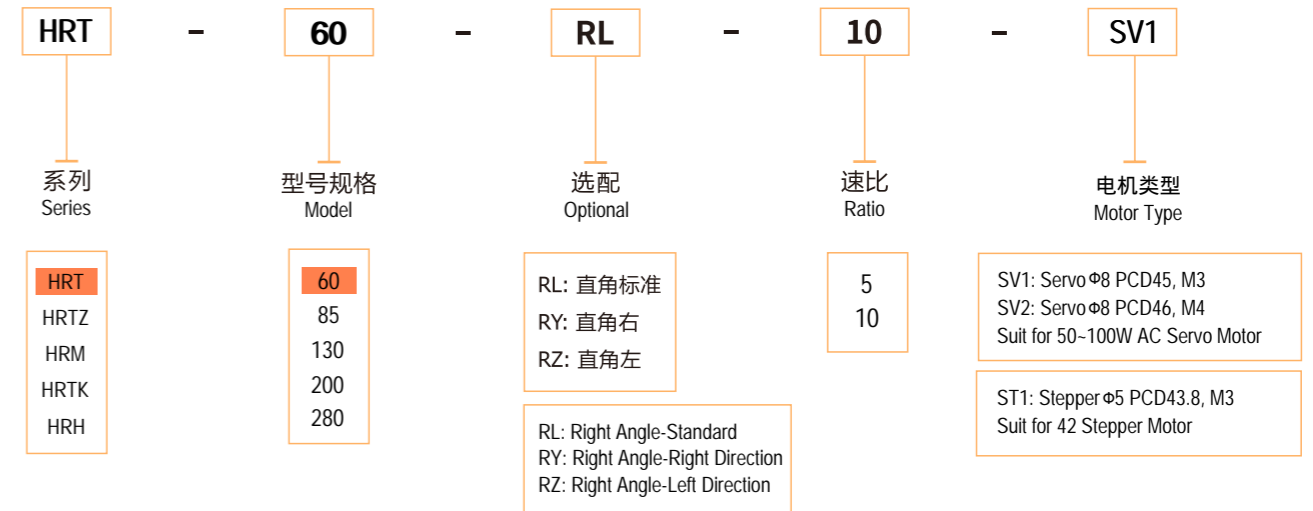 HRT - 60 - RL - 10 - SV1
系列
Series
型号规格
Model
选配
Optional
速比
Ratio
电机类型
Motor Type
HRT
HRTZ
HRM
HRTK
HRH
60
85
130
200
280
RL: 直角标准
RY: 直角右
RZ: 直角左
RL: Right Angle-Standard
RY: Right Angle-Right Direction
RZ: Right Angle-Left Direction
5
10
SV1: Servo Φ8 PCD45, M3
SV2: Servo Φ8 PCD46, M4
Suit for 50~100W AC Servo Motor
ST1: Stepper Φ5 PCD43.8, M3
Suit for 42 Stepper Motor